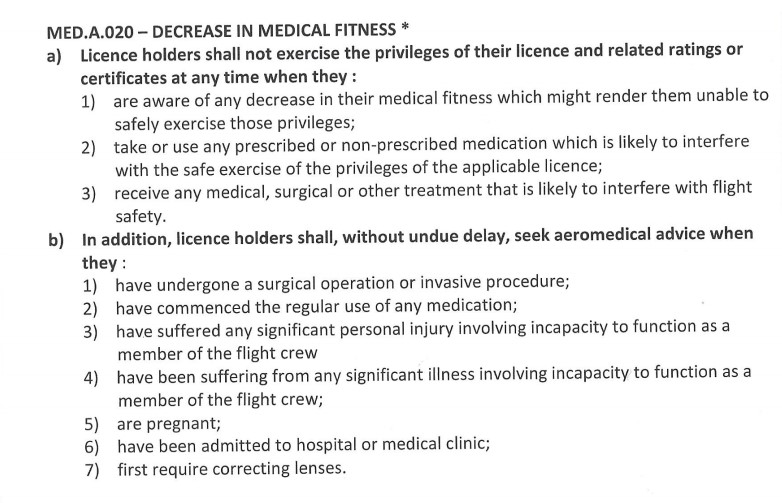 MED.A.020 – DECREASE IN MEDICAL FITNESS *
a) Licence holders shall not exercise the privileges of their licence and related ratings or
certificates at any time when they :
1) are aware of any decrease in their medical fitness which might render them unable to
safely exercise those privileges;
2) take or use any prescribed or non-prescribed medication which is likely to interfere
with the safe exercise of the privileges of the applicable licence;
3) receive any medical, surgical or other treatment that is likely to interfere with flight
safety.
b) In addition, licence holders shall, without undue delay, seek aeromedical advice when
they :
1) have undergone a surgical operation or invasive procedure;
2) have commenced the regular use of any medication;
3) have suffered any significant personal injury involving incapacity to function as a
member of the flight crew
4) have been suffering from any significant illness involving incapacity to function as a
member of the flight crew;
5) are pregnant;
6) have been admitted to hospital or medical clinic;
7) first require correcting lenses.